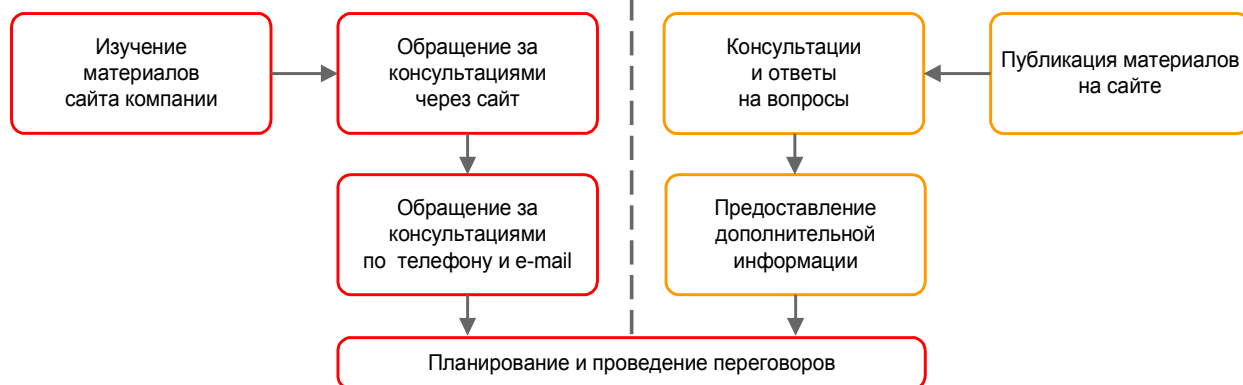 Изучение
материалов
сайта компании
Обращение за
консультациями
через сайт
Консультации
и ответы
на вопросы
Публикация материалов
на сайте
Обращение за
консультациями
по телефону и e-mail
Предоставление
дополнительной
информации
Планирование и проведение переговоров